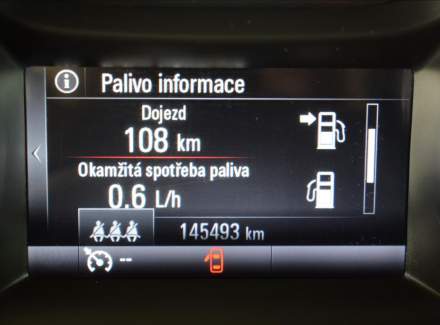 Palivo informace
Dojezd
108 km
Okamžitá spotřeba paliva
0.6 L/h
145493 km
--